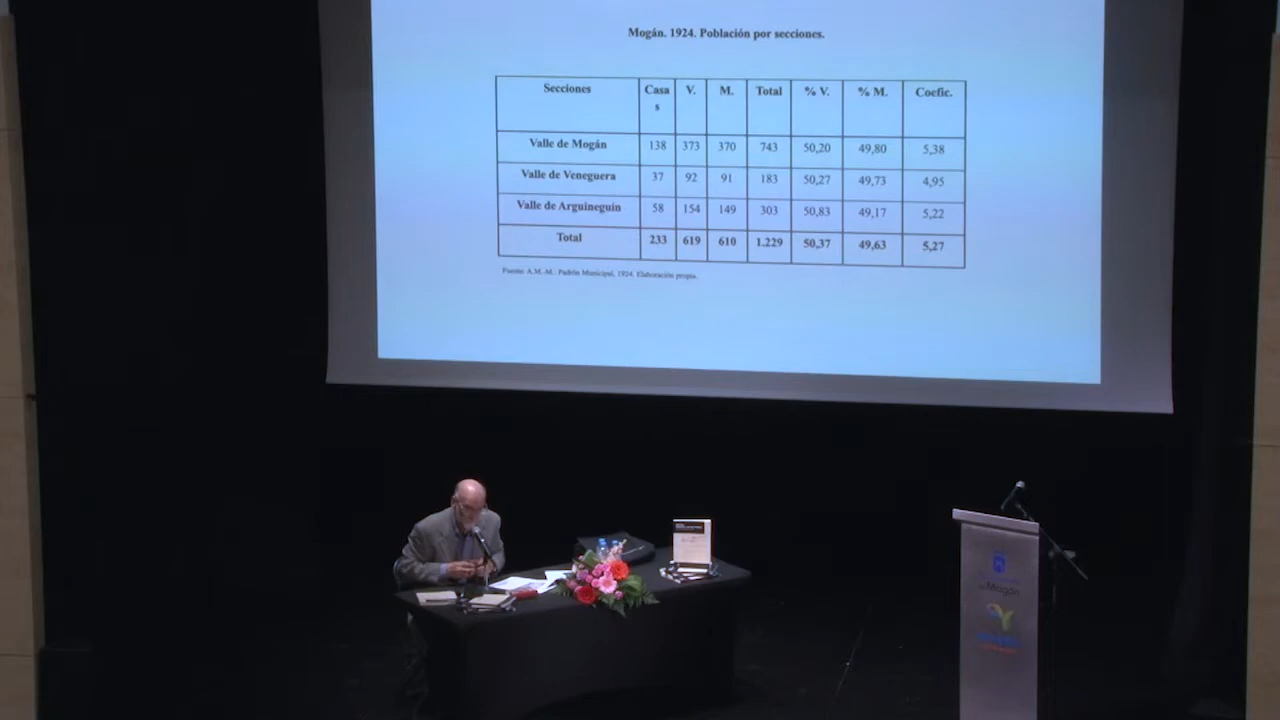 Mogán. 1924. Población por secciones.
Secciones Casas V. M. Total % V. % M. Coefic.
Valle de Mogán 138 373 370 743 50,20 49,80 5,38
Valle de Veneguera 37 92 91 183 50,27 49,73 4,95
Valle de Arguineguín 58 154 149 303 50,83 49,17 5,22
Total 233 619 610 1.229 50,37 49,63 5,27
Fuente: A.M.-M.: Padrón Municipal, 1924. Elaboración propia.
Mogán